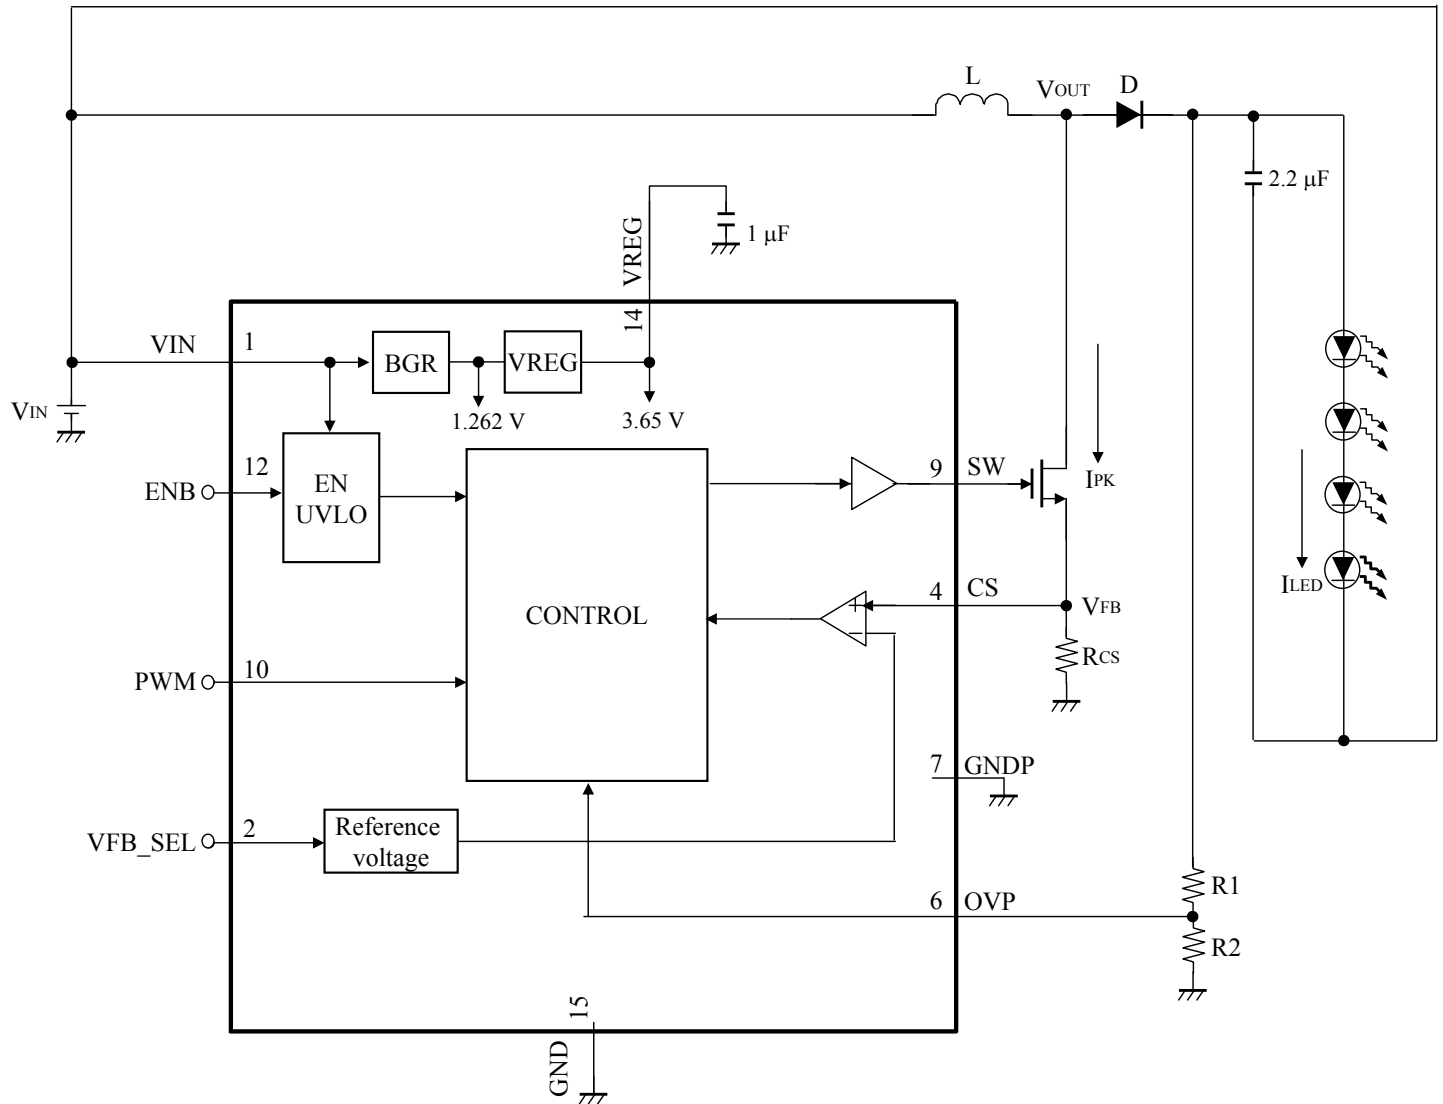 L
VOUT
D
2.2 μF
VREG
1 μF
14
VIN
1
BGR
VREG
VIN
1.262 V
3.65 V
12
ENB
EN
UVLO
9
SW
IPK
ILED
4
CS
VFB
CONTROL
RCS
10
PWM
7
GNDP
2
VFB_SEL
Reference
voltage
R1
6
OVP
R2
15
GND